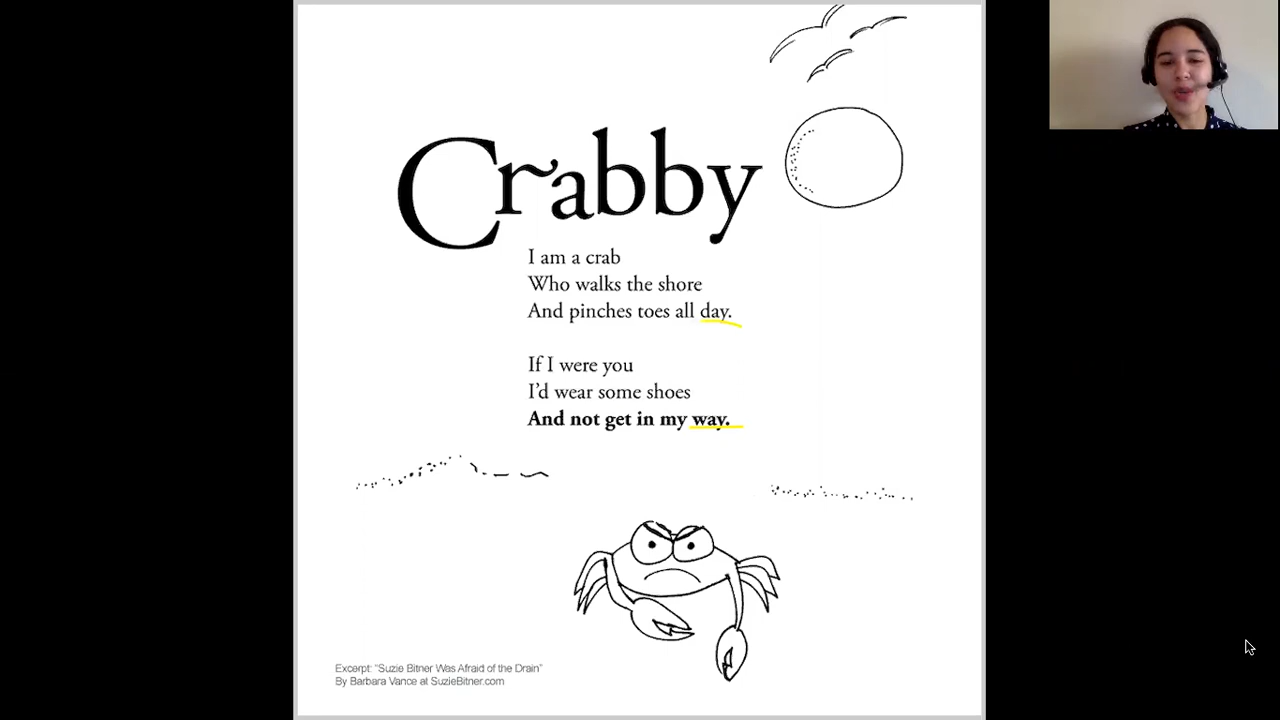 Crabby
I am a crab
Who walks the shore
And pinches toes all day.
If I were you
I'd wear some shoes
And not get in my way.
Excerpt: "Suzie Bitner Was Afraid of the Drain"
By Barbara Vance at SuzieBitner.com